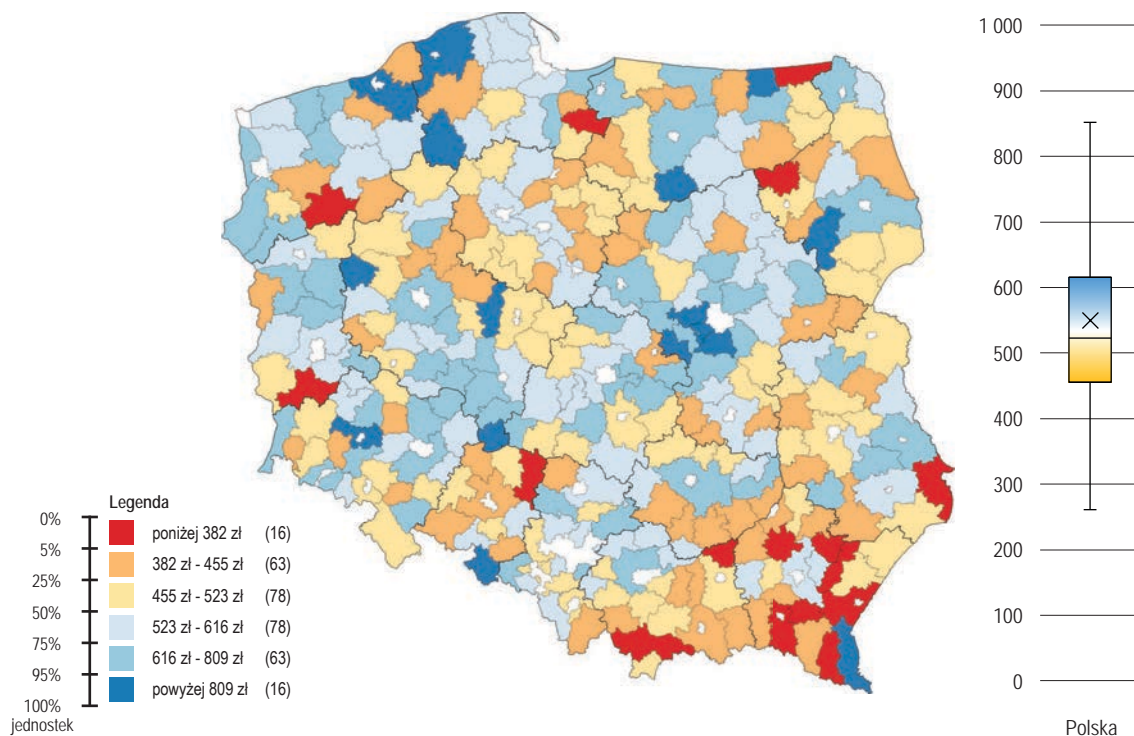 Legenda
0%
5%
25%
50%
75%
95%
100%
jednostek
poniżej 382 zł (16)
382 zł - 455 zł (63)
455 zł - 523 zł (78)
523 zł - 616 zł (78)
616 zł - 809 zł (63)
powyżej 809 zł (16)
1 000
900
800
700
600
500
400
300
200
100
0
Polska